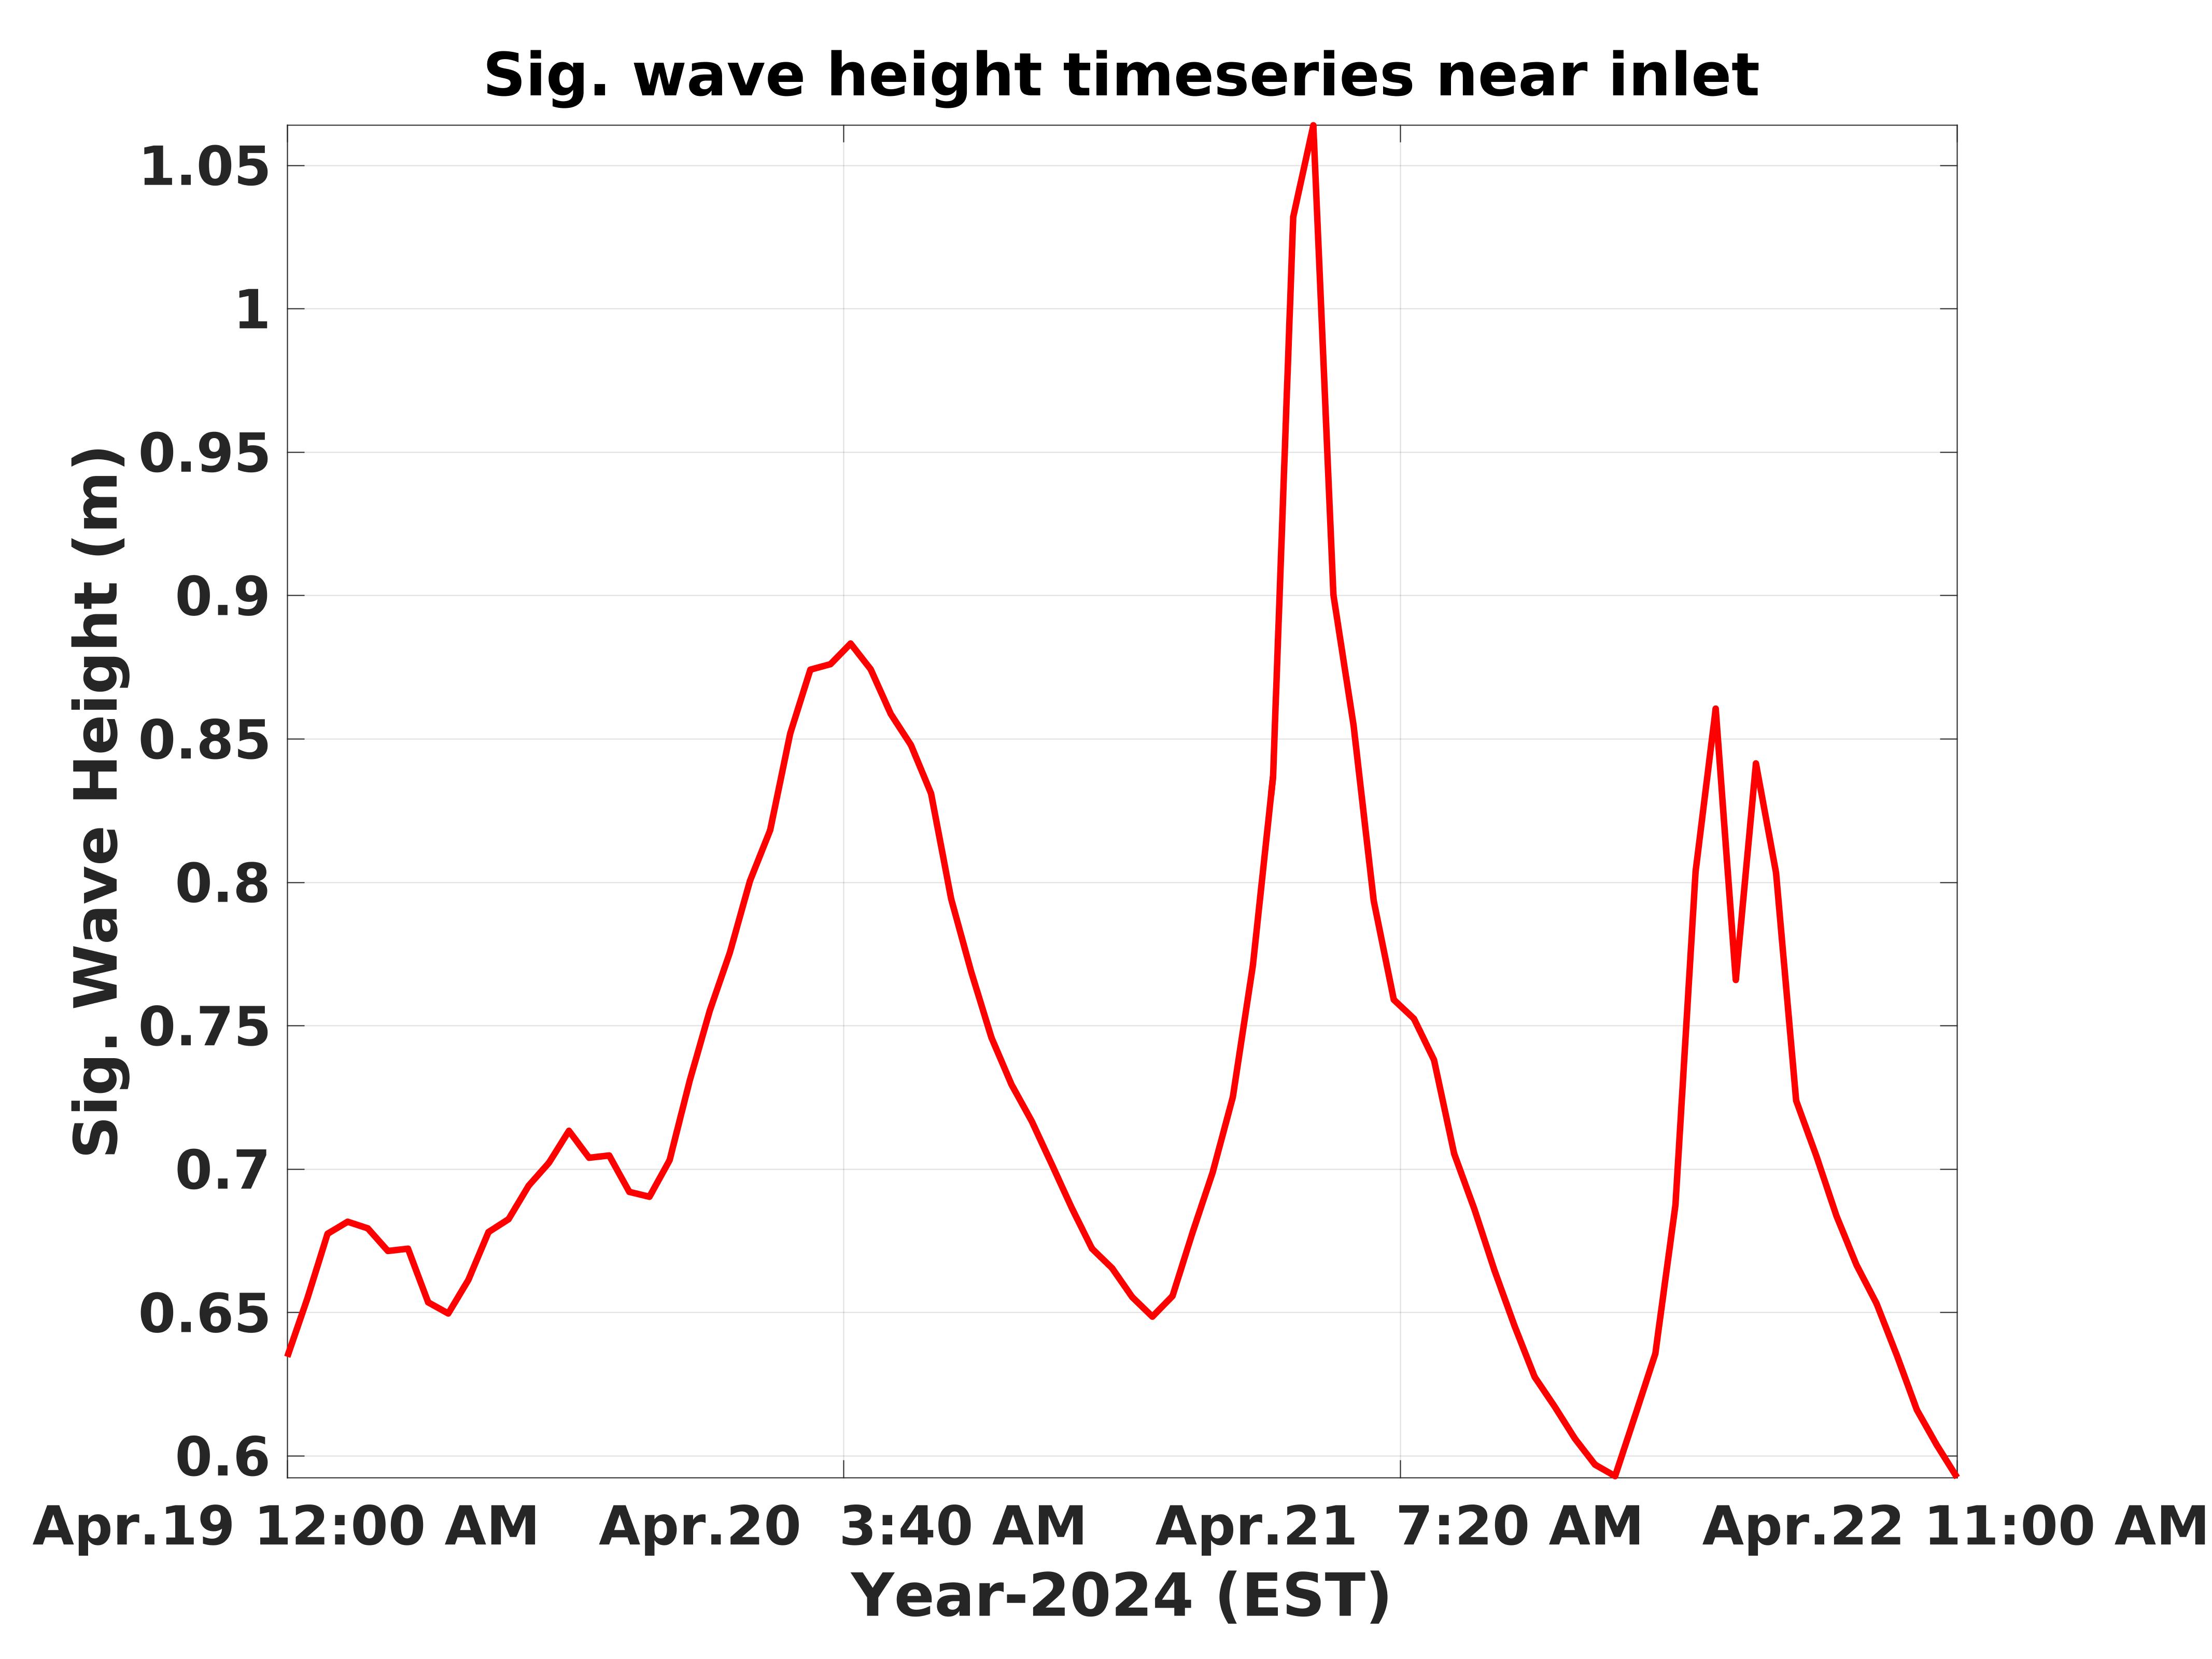 Sig. wave height timeseries near inlet
Sig. Wave Height (m)
1.05
1
0.95
0.9
0.85
0.8
0.75
0.7
0.65
0.6
Apr.19 12:00 AM Apr.20  3:40 AM Apr.21  7:20 AM Apr.22 11:00 AM
Year-2024 (EST)